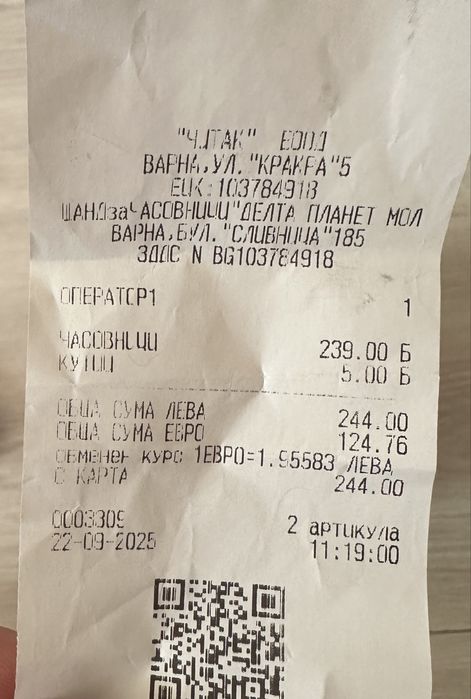 "ЧЛТАК" ЕООД
ВАРНА,УЛ."КРАКРА"5
ЕИК:103784918
ЩАНДзаЧАСОВНИЦИ"ДЕЛТА ПЛАНЕТ МОЛ
ВАРНА,БУЛ."СЛИВНИЦА"185
ЗДДС N BG103784918
ОПЕРАТОР1 1
ЧАСОВНИЦИ 239.00 Б
КУТИИ 5.00 Б
ОБЩА СУМА ЛЕВА 244.00
ОБЩА СУМА ЕВРО 124.76
Обменен курс 1ЕВРО=1.95583 ЛЕВА
С КАРТА 244.00
0003309 2 артикула
22-09-2025 11:19:00